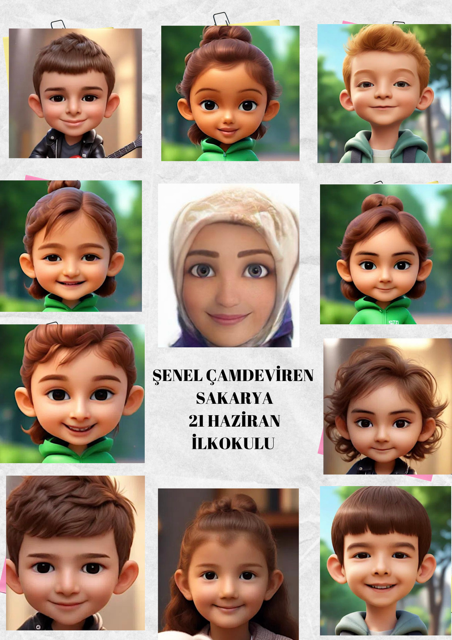 ŞENEL ÇAMDEVİREN
SAKARYA
21 HAZİRAN
İLKOKULU